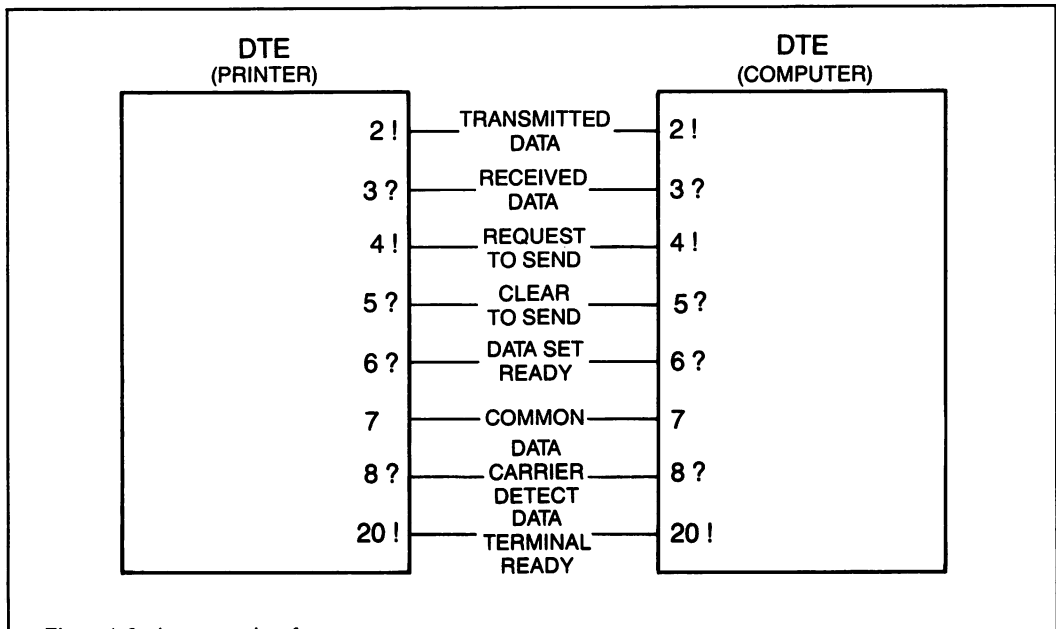 DTE
(PRINTER)
DTE
(COMPUTER)
2 ! TRANSMITTED DATA 2 !
3 ? RECEIVED DATA 3 ?
4 ! REQUEST TO SEND 4 !
5 ? CLEAR TO SEND 5 ?
6 ? DATA SET READY 6 ?
7 COMMON 7
8 ? DATA CARRIER DETECT 8 ?
20 ! DATA TERMINAL READY 20 !